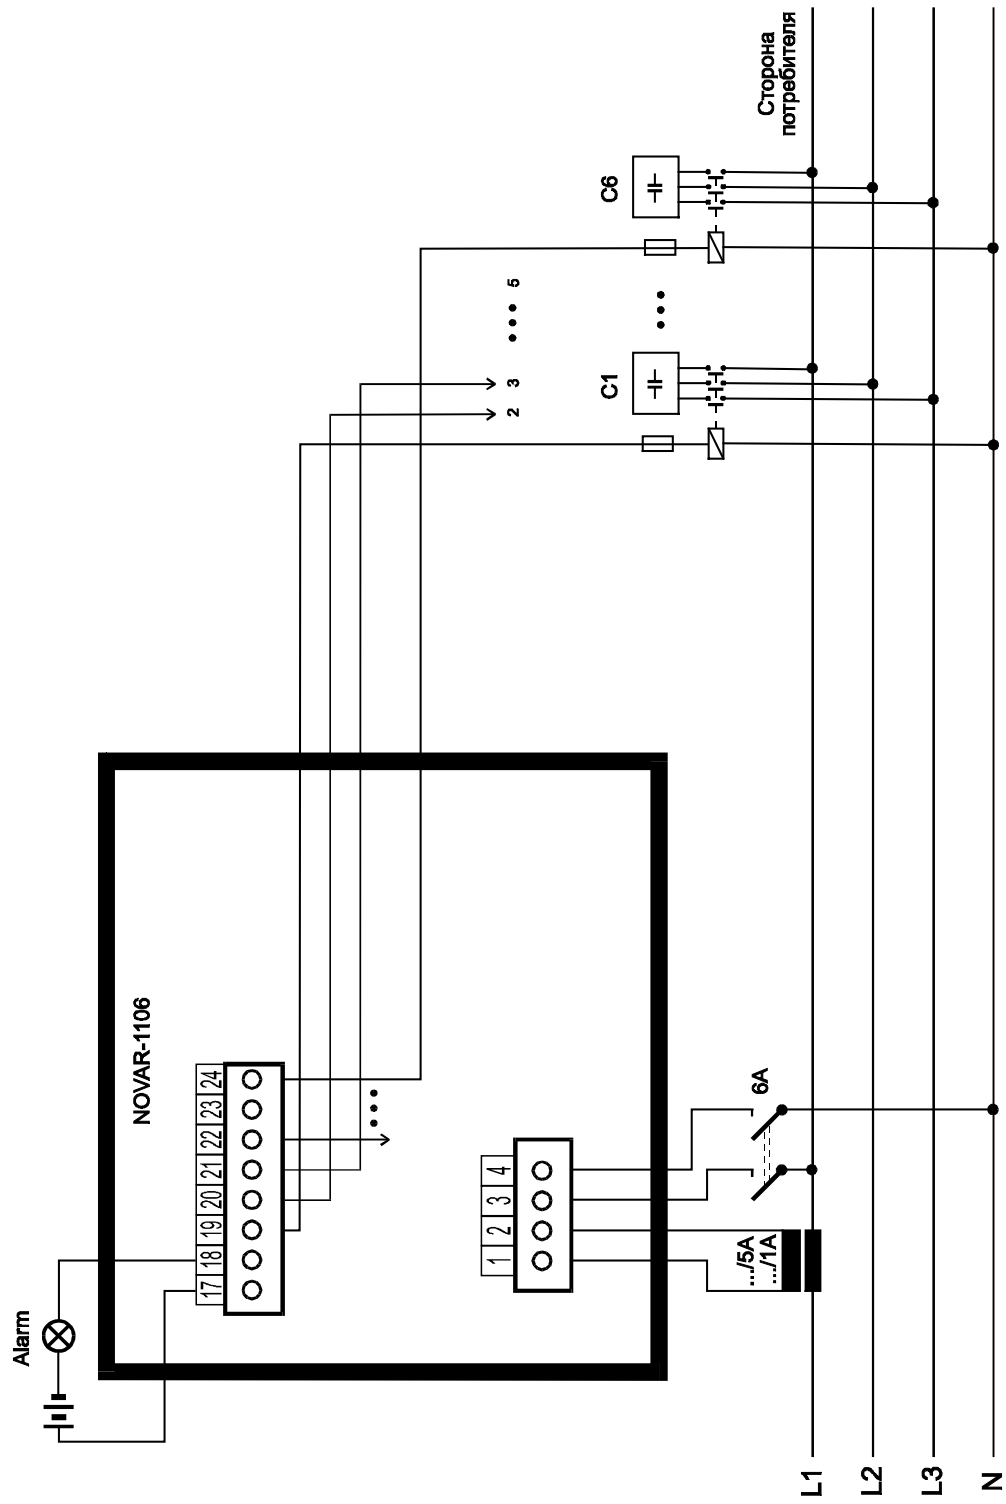 Alarm
NOVAR-1106
17 18 19 20 21 22 23 24
1 2 3 4
.../5A
.../1A
6A
C1
C6
2
3
5
Сторона
потребителя
L1
L2
L3
N